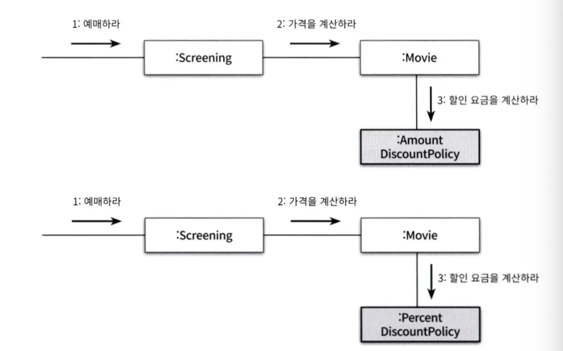 1: 예매하라
2: 가격을 계산하라
:Screening
:Movie
3: 할인 요금을 계산하라
:Amount
DiscountPolicy
1: 예매하라
2: 가격을 계산하라
:Screening
:Movie
3: 할인 요금을 계산하라
:Percent
DiscountPolicy